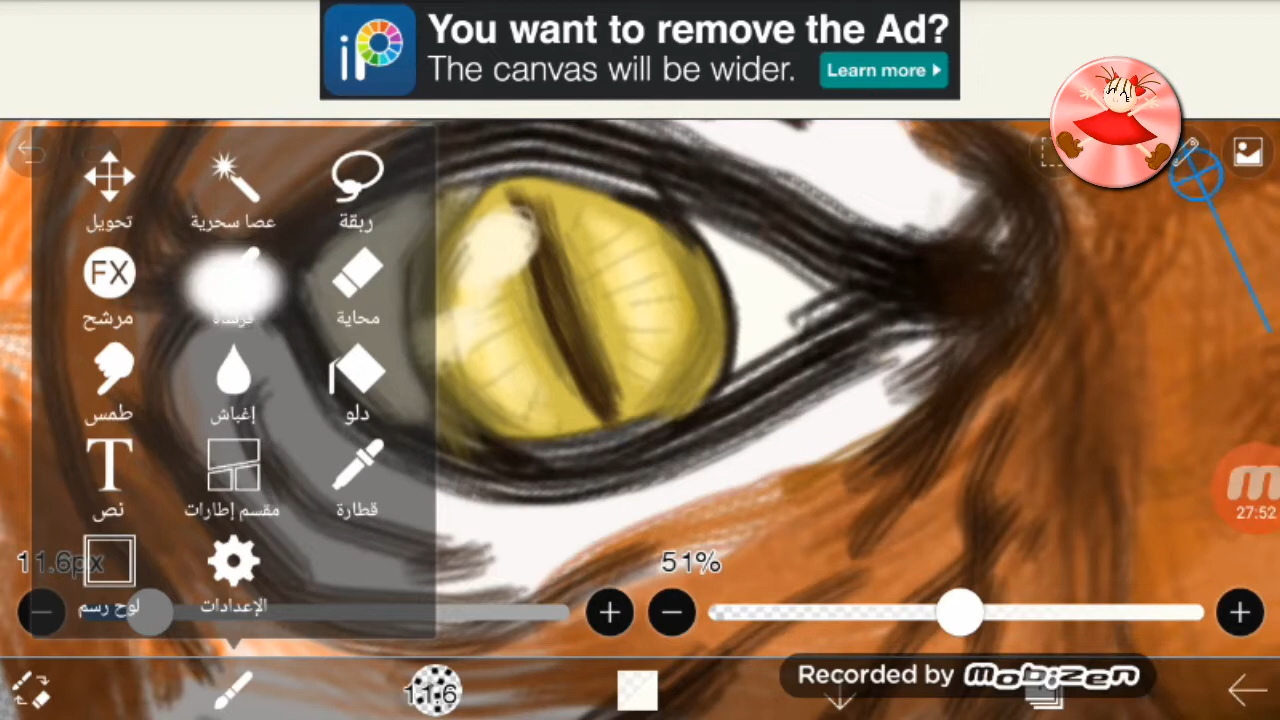 iP
You want to remove the Ad?
The canvas will be wider.
Learn more
تحويل
عصا سحرية
ربقة
FX
مرشح
فرشاة
محاية
طمس
إغباش
دلو
T
نص
مقسم إطارات
قطارة
27:52
11.6px
51%
لوح رسم
الإعدادات
11.6
Recorded by mobizen